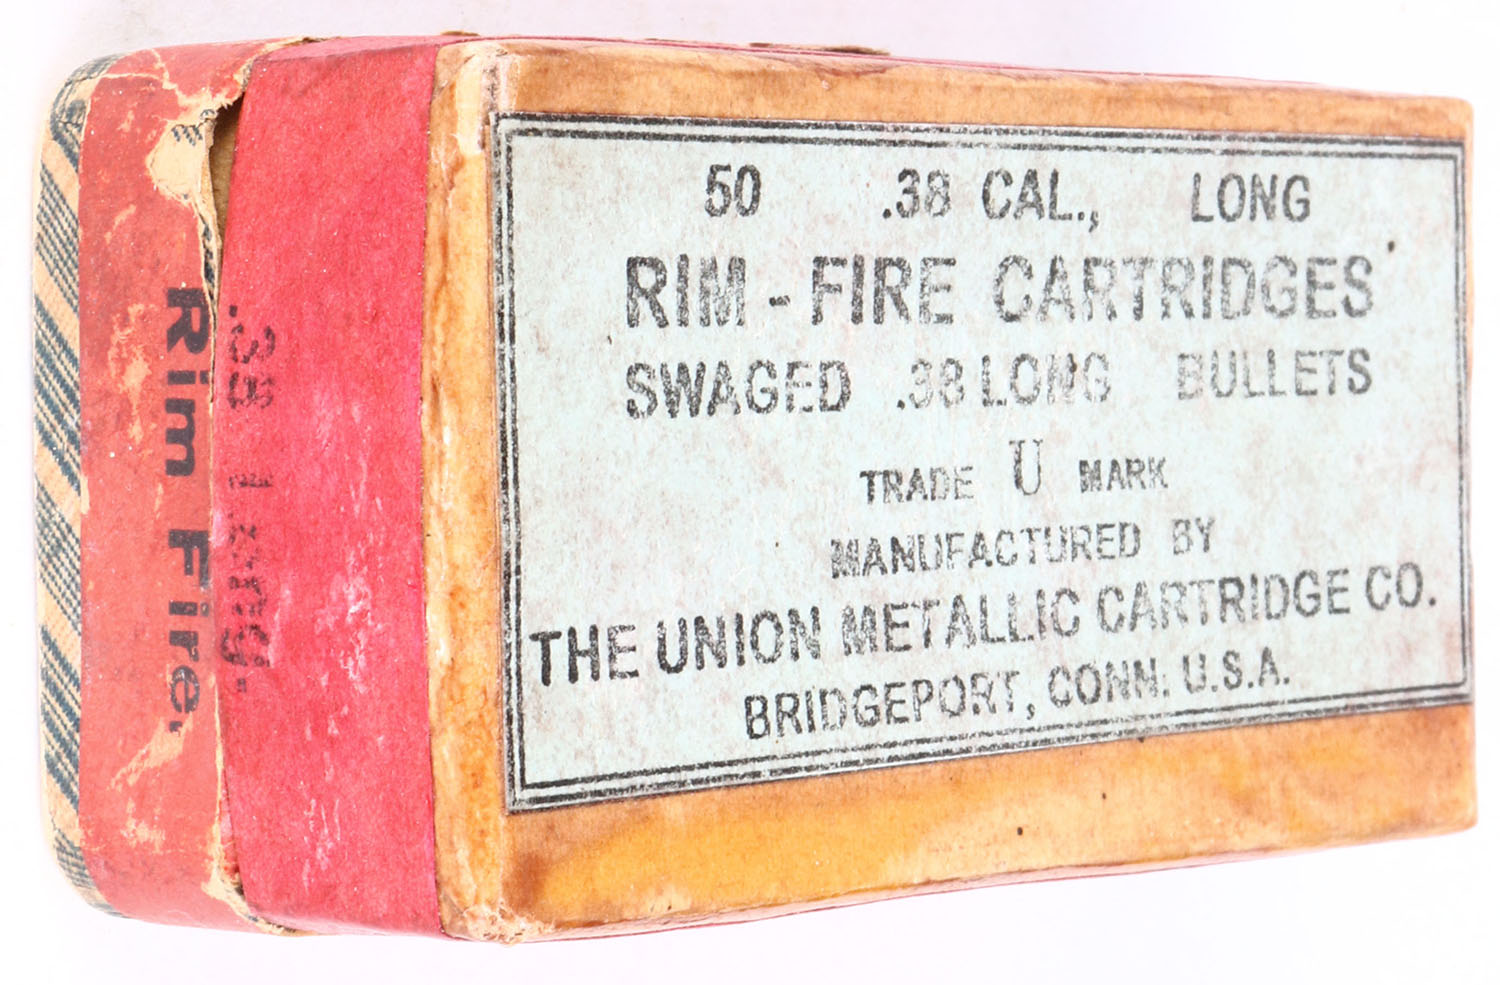 50 .38 CAL., LONG
RIM-FIRE CARTRIDGES
SWAGED .38 LONG BULLETS
TRADE U MARK
MANUFACTURED BY
THE UNION METALLIC CARTRIDGE CO.
BRIDGEPORT, CONN. U.S.A.
.38 Long.
Rim Fire.